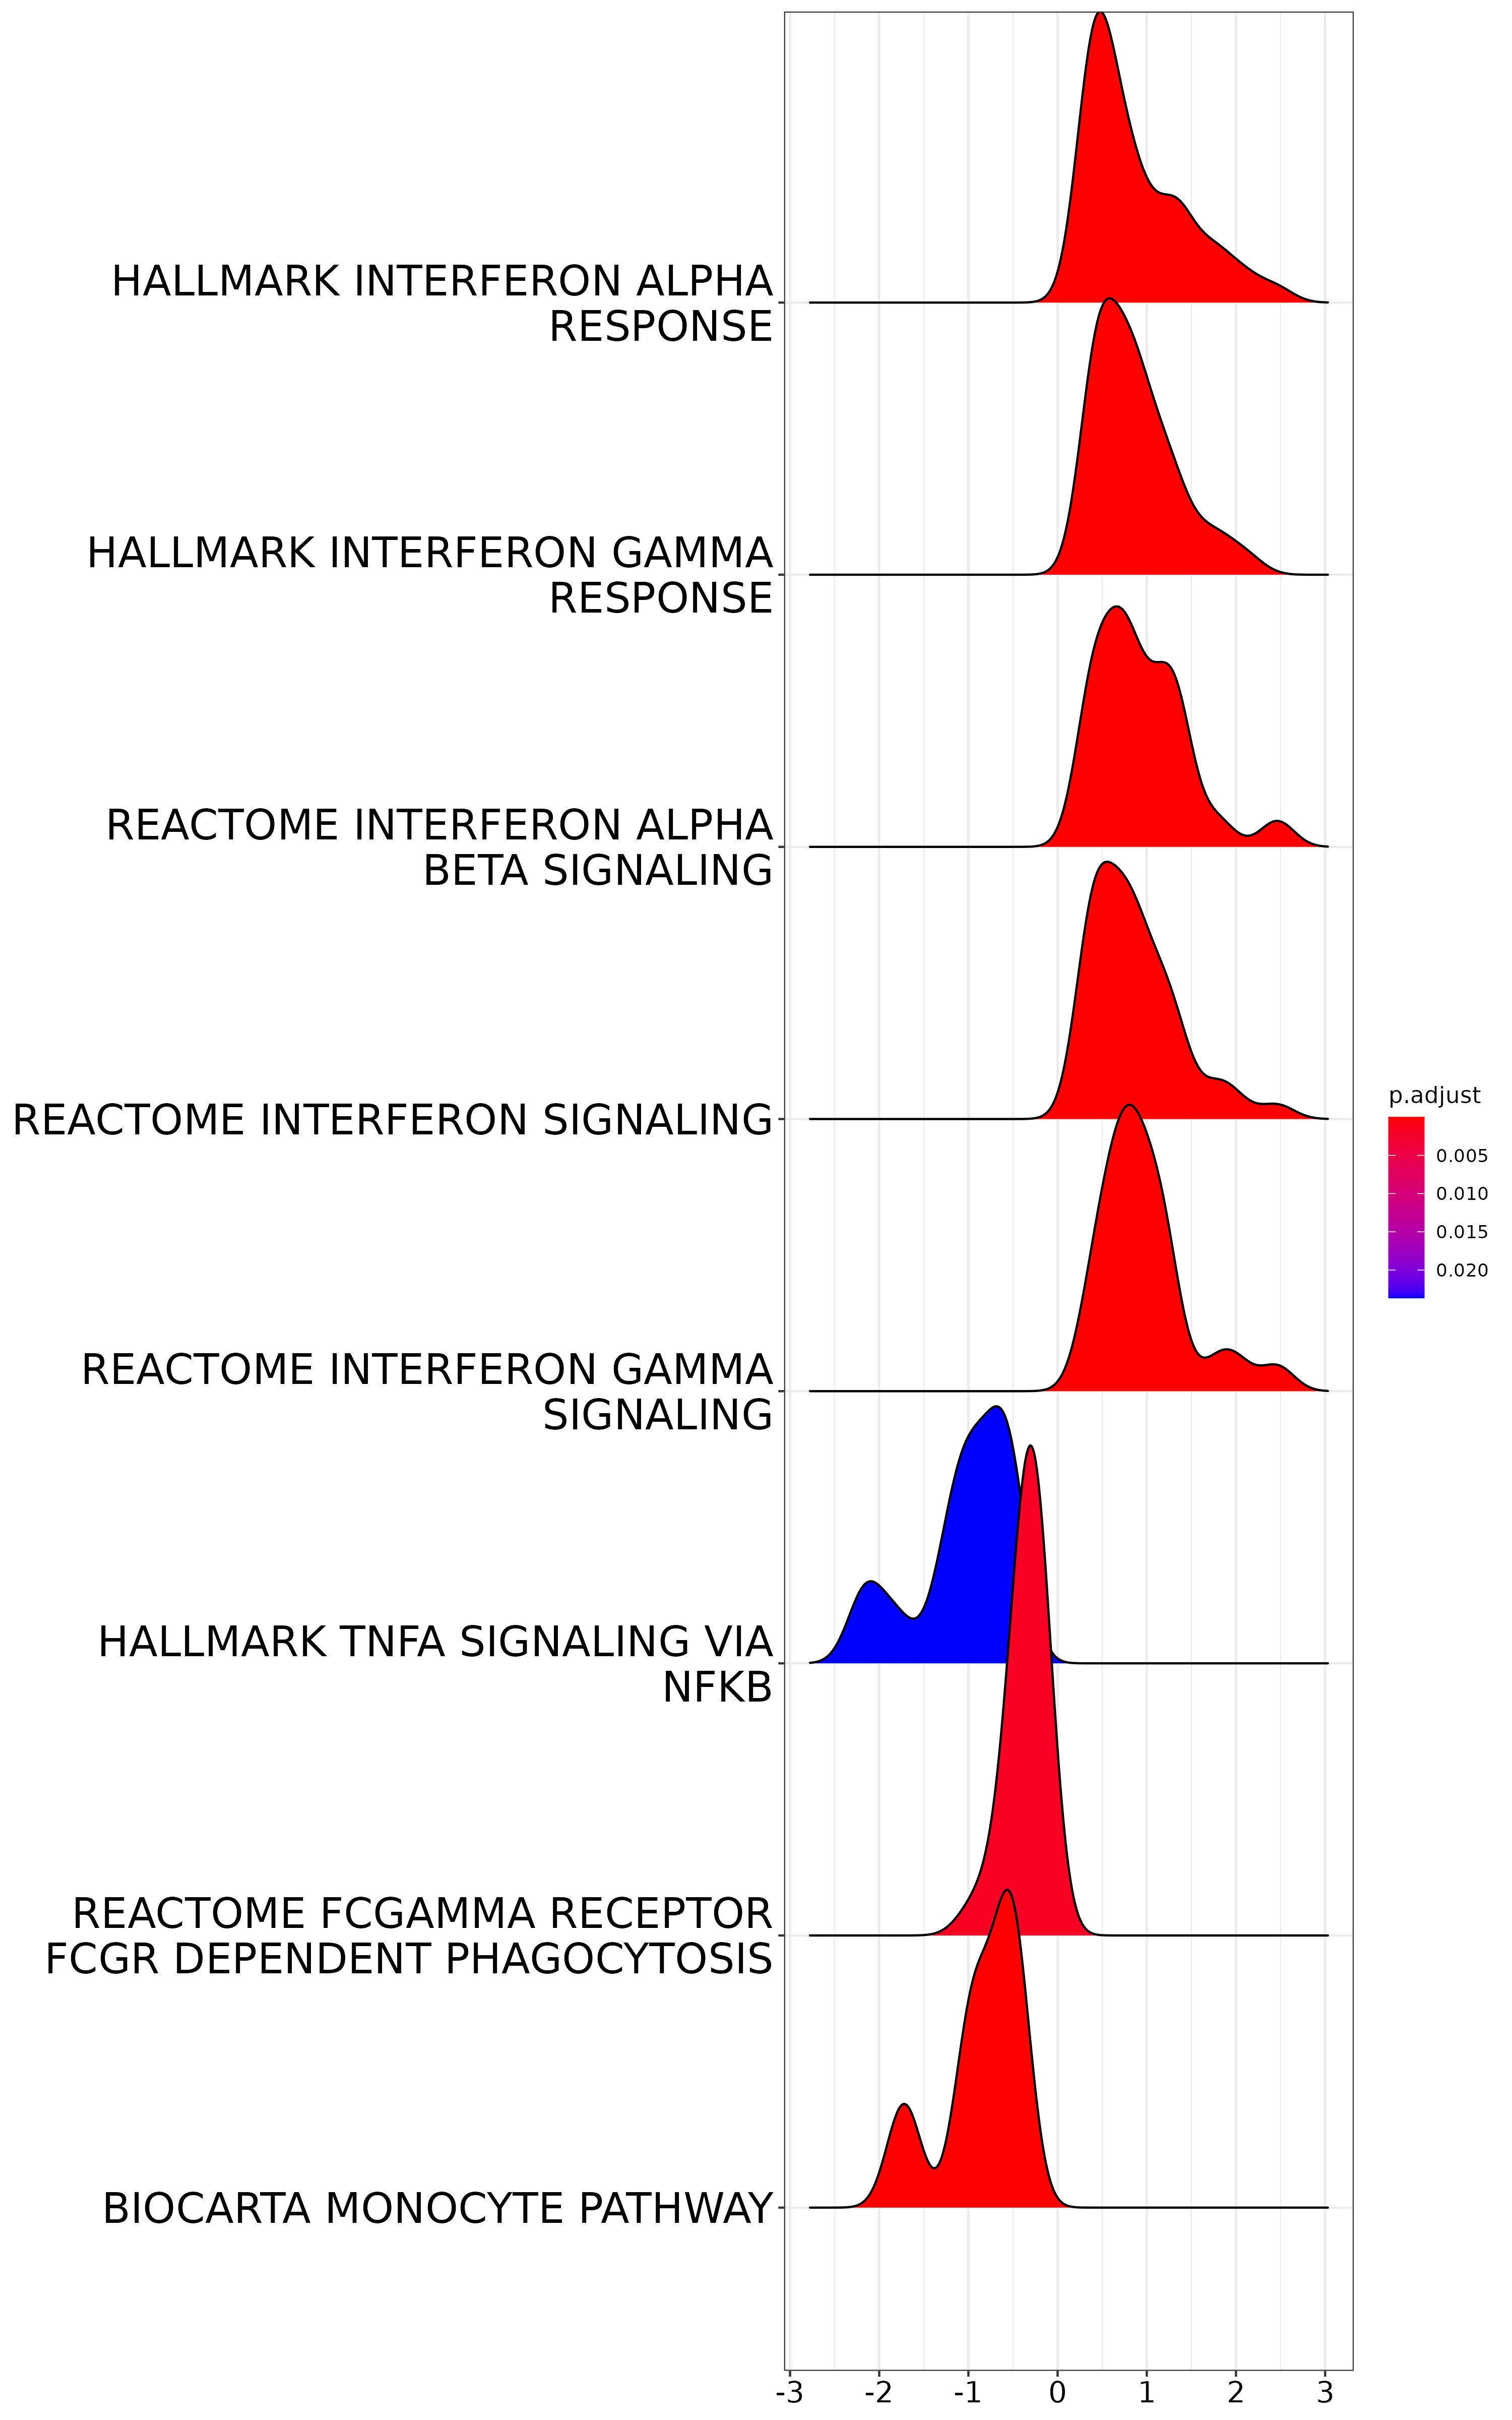 HALLMARK INTERFERON ALPHA
RESPONSE
HALLMARK INTERFERON GAMMA
RESPONSE
REACTOME INTERFERON ALPHA
BETA SIGNALING
REACTOME INTERFERON SIGNALING
REACTOME INTERFERON GAMMA
SIGNALING
HALLMARK TNFA SIGNALING VIA
NFKB
REACTOME FCGAMMA RECEPTOR
FCGR DEPENDENT PHAGOCYTOSIS
BIOCARTA MONOCYTE PATHWAY
-3 -2 -1 0 1 2 3
p.adjust
0.005
0.010
0.015
0.020